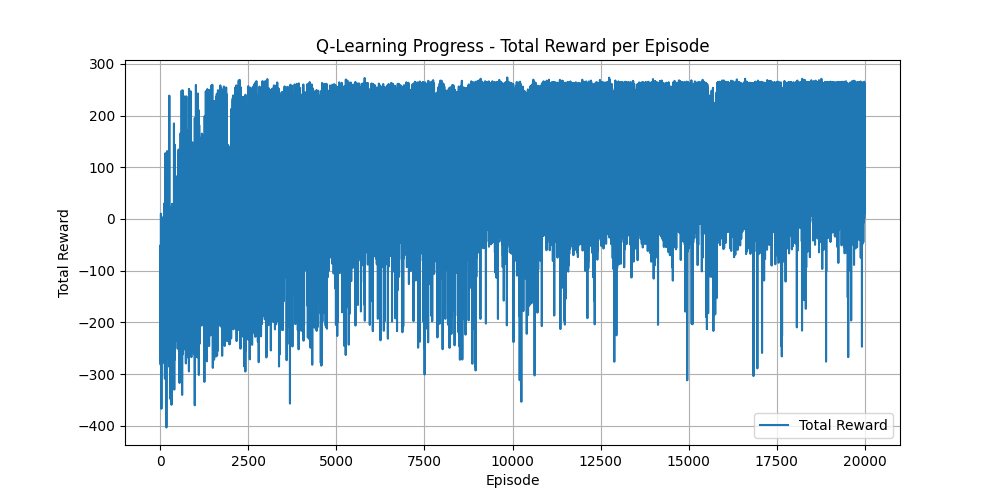 Q-Learning Progress - Total Reward per Episode
300
200
100
0
−100
−200
−300
−400
Total Reward
Total Reward
0 2500 5000 7500 10000 12500 15000 17500 20000
Episode